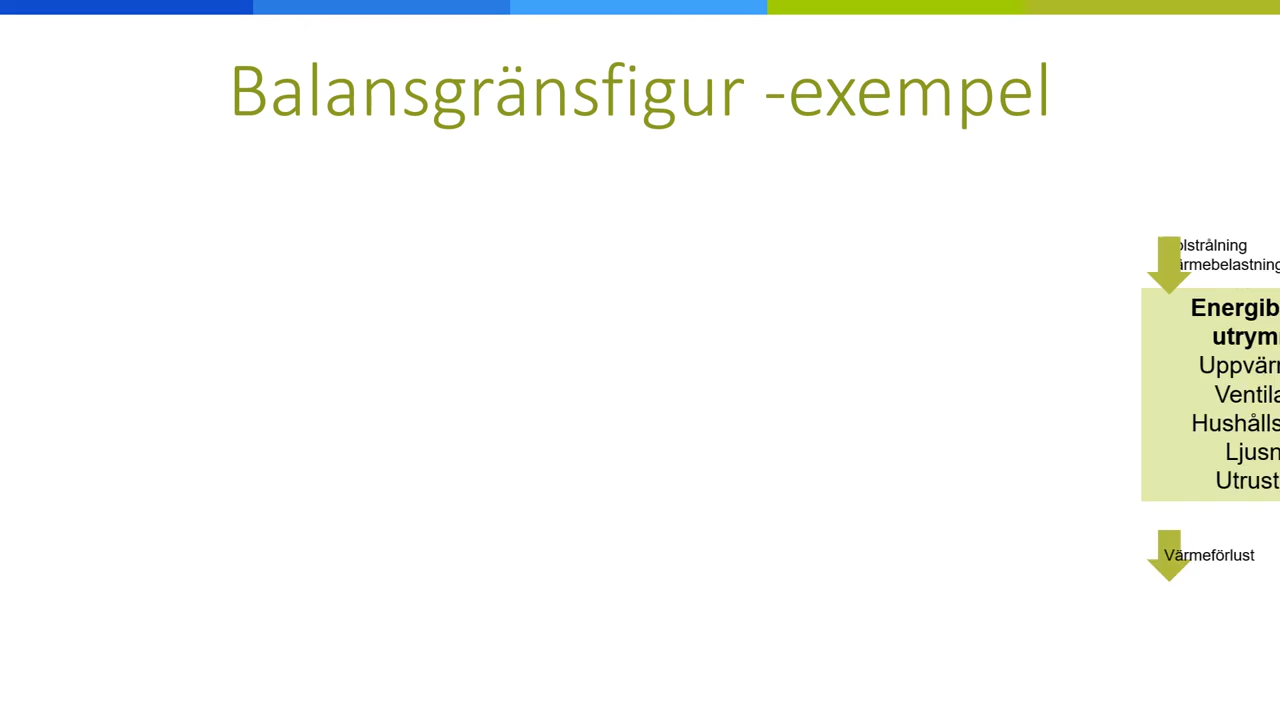 Balansgränsfigur -exempel
olstrålning
ärmebelastning
Energib
utrym
Uppvär
Ventila
Hushålls
Ljusn
Utrust
Värmeförlust